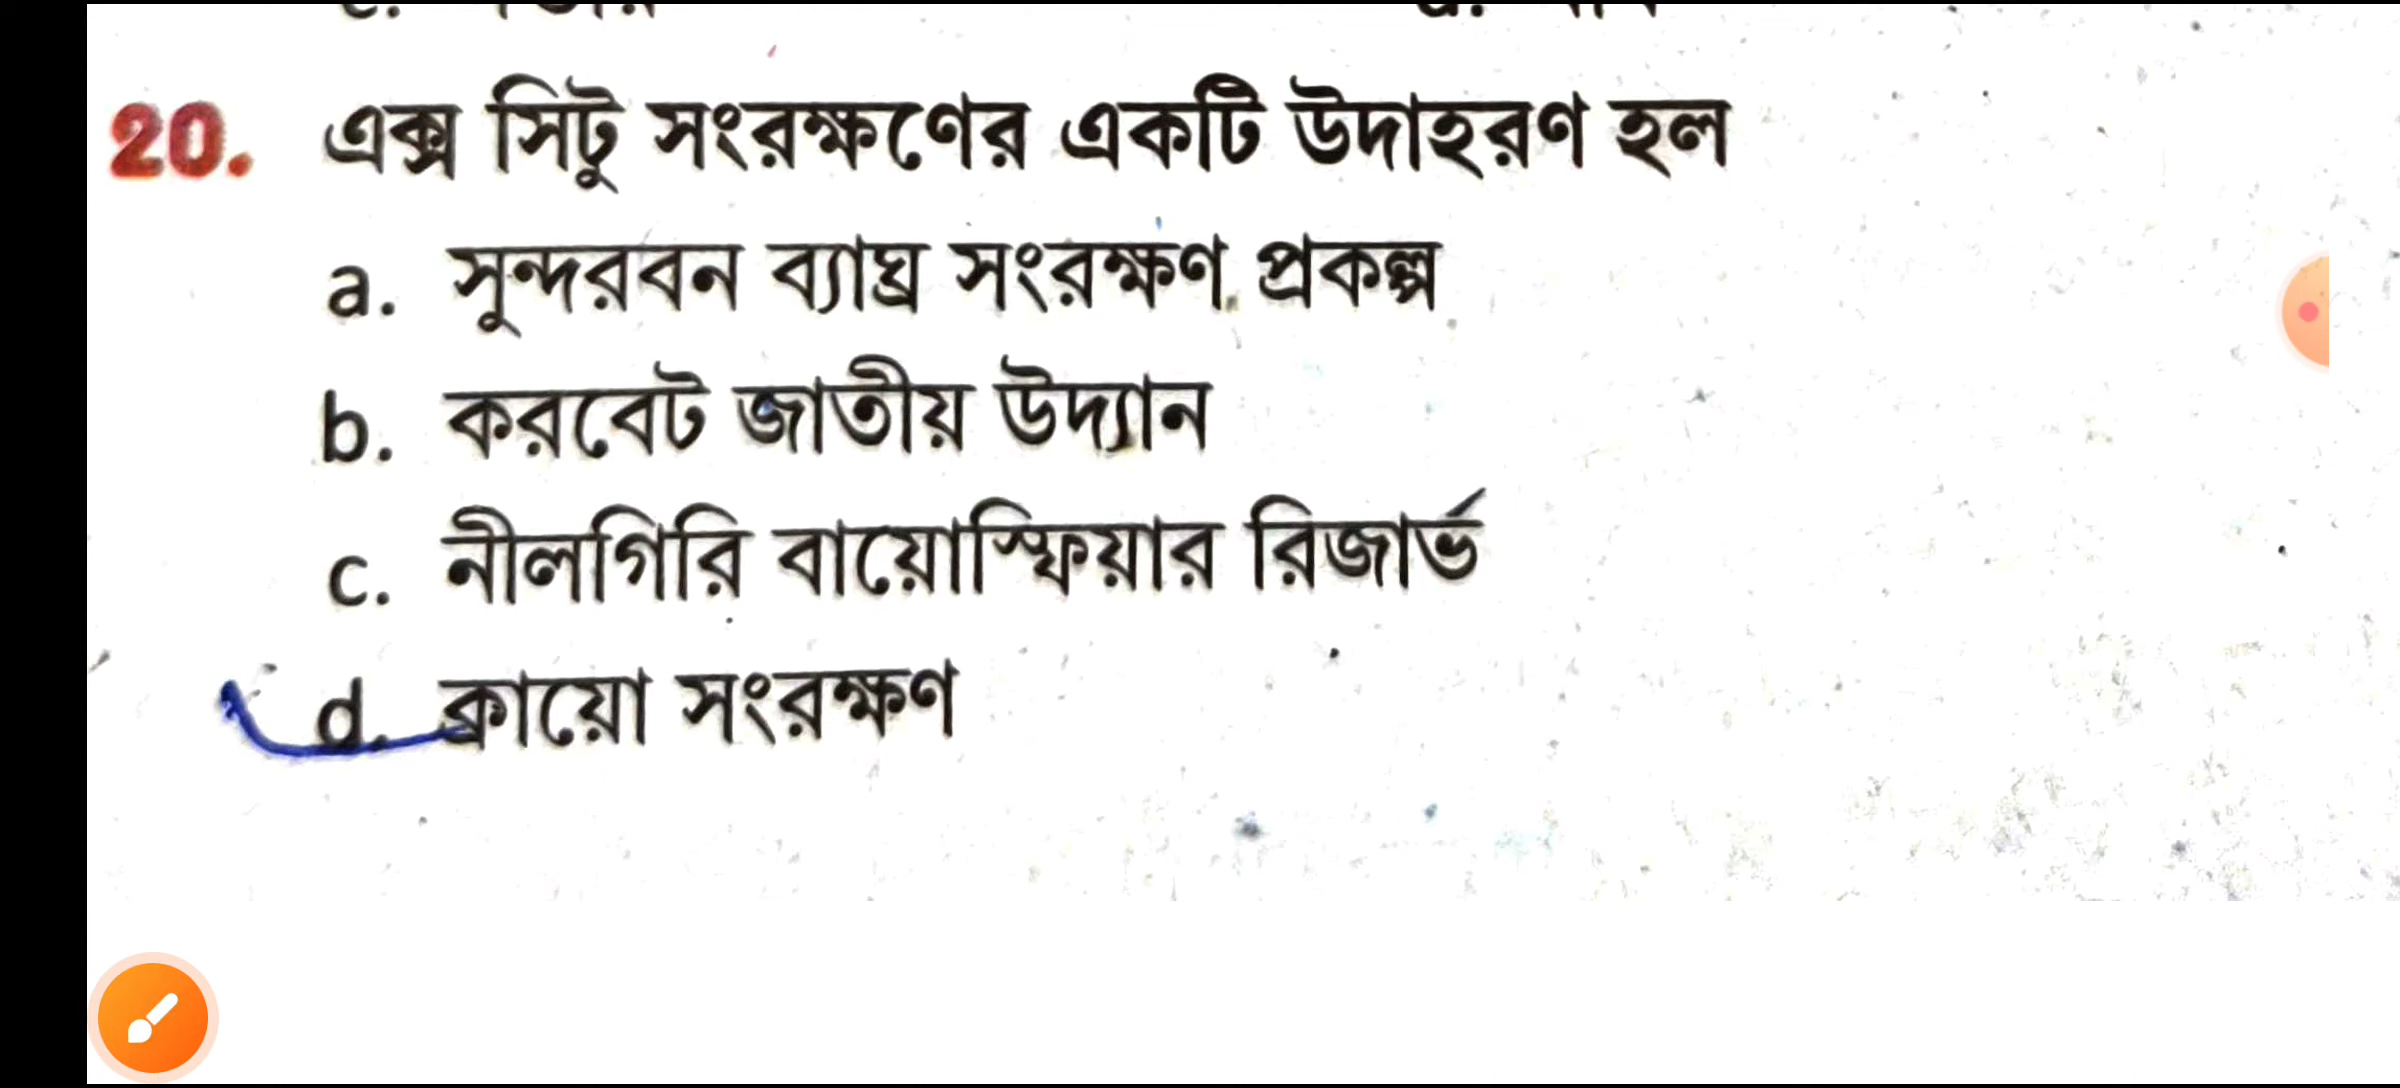 20. এক্স সিটু সংরক্ষণের একটি উদাহরণ হল
a. সুন্দরবন ব্যাঘ্র সংরক্ষণ প্রকল্প
b. করবেট জাতীয় উদ্যান
c. নীলগিরি বায়োস্ফিয়ার রিজার্ভ
d. ক্রায়ো সংরক্ষণ